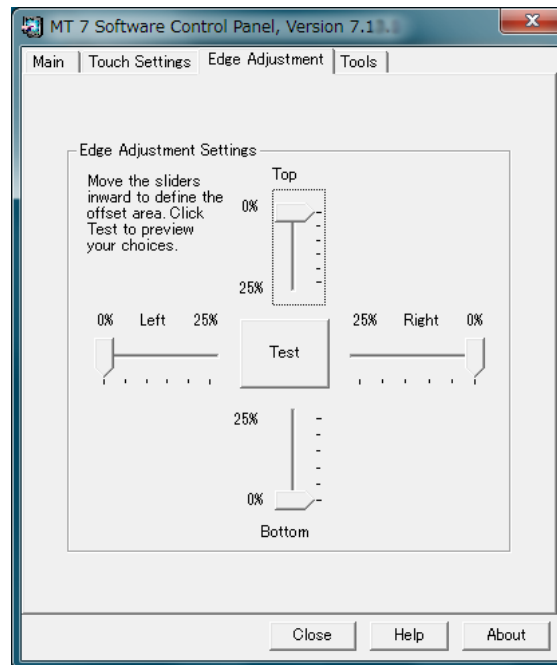 MT 7 Software Control Panel, Version 7.1
Main
Touch Settings
Edge Adjustment
Tools
Edge Adjustment Settings
Move the sliders
inward to define the
offset area. Click
Test to preview
your choices.
Top
0%
25%
0% Left 25%
Test
25% Right 0%
25%
0%
Bottom
Close
Help
About